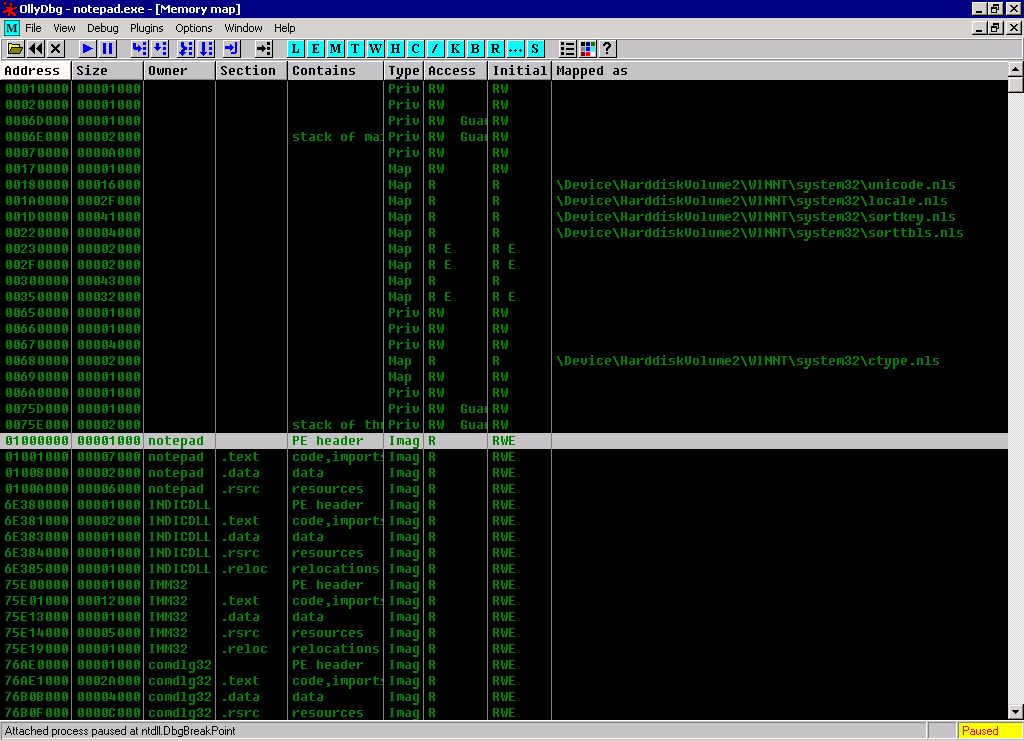 OllyDbg - notepad.exe - [Memory map]
M File View Debug Plugins Options Window Help
L E M T W H C / K B R ... S ?
Address Size Owner Section Contains Type Access Initial Mapped as
00010000 00001000 Priv RW RW
00020000 00001000 Priv RW RW
0006D000 00001000 Priv RW Guar RW
0006E000 00002000 stack of mai Priv RW Guar RW
00070000 0000A000 Priv RW RW
00170000 00001000 Map RW RW
00180000 00016000 Map R R \Device\HarddiskVolume2\WINNT\system32\unicode.nls
001A0000 0002F000 Map R R \Device\HarddiskVolume2\WINNT\system32\locale.nls
001D0000 00041000 Map R R \Device\HarddiskVolume2\WINNT\system32\sortkey.nls
00220000 00004000 Map R R \Device\HarddiskVolume2\WINNT\system32\sorttbls.nls
00230000 00002000 Map R E R E
002F0000 00002000 Map R E R E
00300000 00043000 Map R R
00350000 00032000 Map R E R E
00650000 00001000 Priv RW RW
00660000 00001000 Priv RW RW
00670000 00004000 Priv RW RW
00680000 00002000 Map R R \Device\HarddiskVolume2\WINNT\system32\ctype.nls
00690000 00001000 Map RW RW
006A0000 00001000 Priv RW RW
0075D000 00001000 Priv RW Guar RW
0075E000 00002000 stack of thr Priv RW Guar RW
01000000 00001000 notepad PE header Imag R RWE
01001000 00007000 notepad .text code,imports Imag R RWE
01008000 00002000 notepad .data data Imag R RWE
0100A000 00006000 notepad .rsrc resources Imag R RWE
6E380000 00001000 INDICDLL PE header Imag R RWE
6E381000 00002000 INDICDLL .text code,imports Imag R RWE
6E383000 00001000 INDICDLL .data data Imag R RWE
6E384000 00001000 INDICDLL .rsrc resources Imag R RWE
6E385000 00001000 INDICDLL .reloc relocations Imag R RWE
75E00000 00001000 IMM32 PE header Imag R RWE
75E01000 00012000 IMM32 .text code,imports Imag R RWE
75E13000 00001000 IMM32 .data data Imag R RWE
75E14000 00005000 IMM32 .rsrc resources Imag R RWE
75E19000 00001000 IMM32 .reloc relocations Imag R RWE
76AE0000 00001000 comdlg32 PE header Imag R RWE
76AE1000 0002A000 comdlg32 .text code,imports Imag R RWE
76B0B000 00004000 comdlg32 .data data Imag R RWE
76B0F000 0000C000 comdlg32 .rsrc resources Imag R RWE
Attached process paused at ntdll.DbgBreakPoint Paused